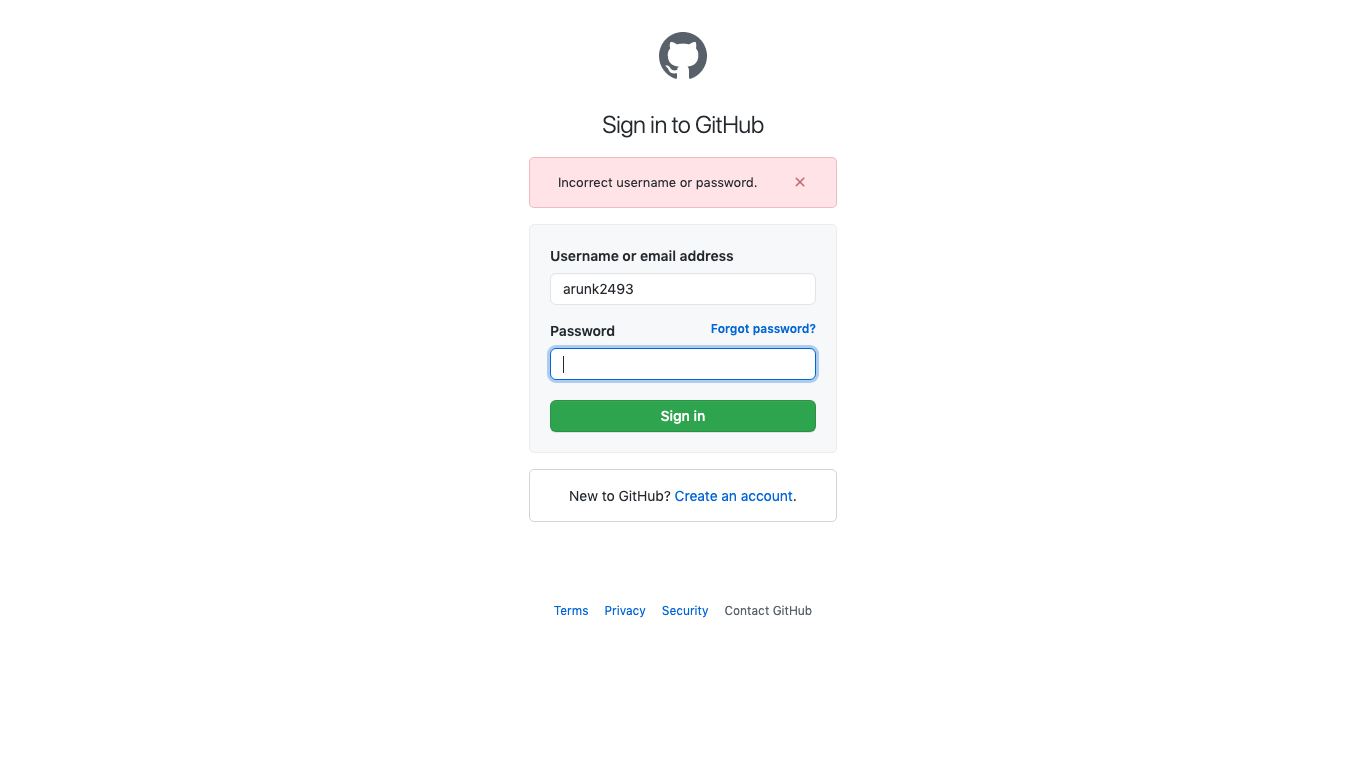 Sign in to GitHub
Incorrect username or password.
Username or email address
arunk2493
Password Forgot password?
Sign in
New to GitHub? Create an account.
Terms Privacy Security Contact GitHub